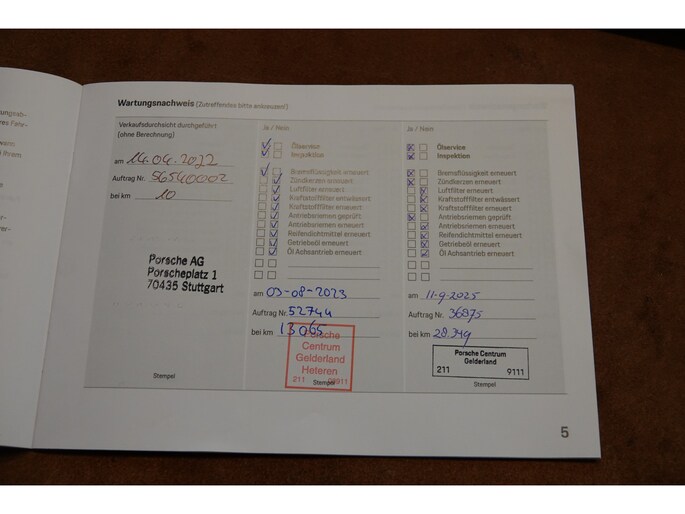 Wartungsnachweis (Zutreffendes bitte ankreuzen)
Verkaufsdurchsicht durchgeführt
(ohne Berechnung)
am 14.04.2022
Auftrag Nr. 56540002
bei km 10
Porsche AG
Porscheplatz 1
70435 Stuttgart
Stempel
Ja / Nein
Ölservice
Inspektion
Bremsflüssigkeit erneuert
Zündkerzen erneuert
Luftfilter erneuert
Kraftstofffilter entwässert
Kraftstofffilter erneuert
Antriebsriemen geprüft
Antriebsriemen erneuert
Reifendichtmittel erneuert
Getriebeöl erneuert
Öl Achsantrieb erneuert
am 03-08-2023
Auftrag Nr. 52744
bei km 13065
Porsche
Centrum
Gelderland
Heteren
211 09911
Stempel
Ja / Nein
Ölservice
Inspektion
Bremsflüssigkeit erneuert
Zündkerzen erneuert
Luftfilter erneuert
Kraftstofffilter entwässert
Kraftstofffilter erneuert
Antriebsriemen geprüft
Antriebsriemen erneuert
Reifendichtmittel erneuert
Getriebeöl erneuert
Öl Achsantrieb erneuert
am 11-9-2025
Auftrag Nr. 36875
bei km 28349
Porsche Centrum
Gelderland
211 9111
Stempel
5